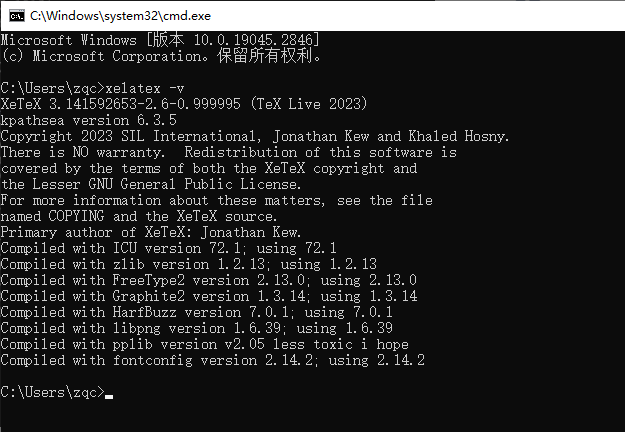 C:\Windows\system32\cmd.exe
Microsoft Windows [版本 10.0.19045.2846]
(c) Microsoft Corporation。保留所有权利。
C:\Users\zqc>xelatex -v
XeTeX 3.141592653-2.6-0.999995 (TeX Live 2023)
kpathsea version 6.3.5
Copyright 2023 SIL International, Jonathan Kew and Khaled Hosny.
There is NO warranty.  Redistribution of this software is
covered by the terms of both the XeTeX copyright and
the Lesser GNU General Public License.
For more information about these matters, see the file
named COPYING and the XeTeX source.
Primary author of XeTeX: Jonathan Kew.
Compiled with ICU version 72.1; using 72.1
Compiled with zlib version 1.2.13; using 1.2.13
Compiled with FreeType2 version 2.13.0; using 2.13.0
Compiled with Graphite2 version 1.3.14; using 1.3.14
Compiled with HarfBuzz version 7.0.1; using 7.0.1
Compiled with libpng version 1.6.39; using 1.6.39
Compiled with pplib version v2.05 less toxic i hope
Compiled with fontconfig version 2.14.2; using 2.14.2
C:\Users\zqc>